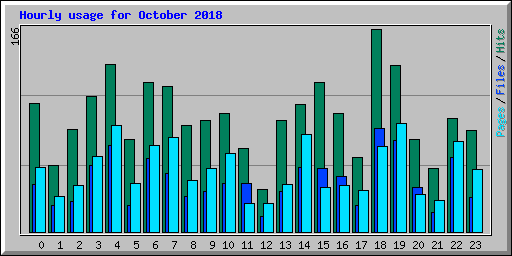 Hourly usage for October 2018
166
Pages / Files / Hits
0 1 2 3 4 5 6 7 8 9 10 11 12 13 14 15 16 17 18 19 20 21 22 23